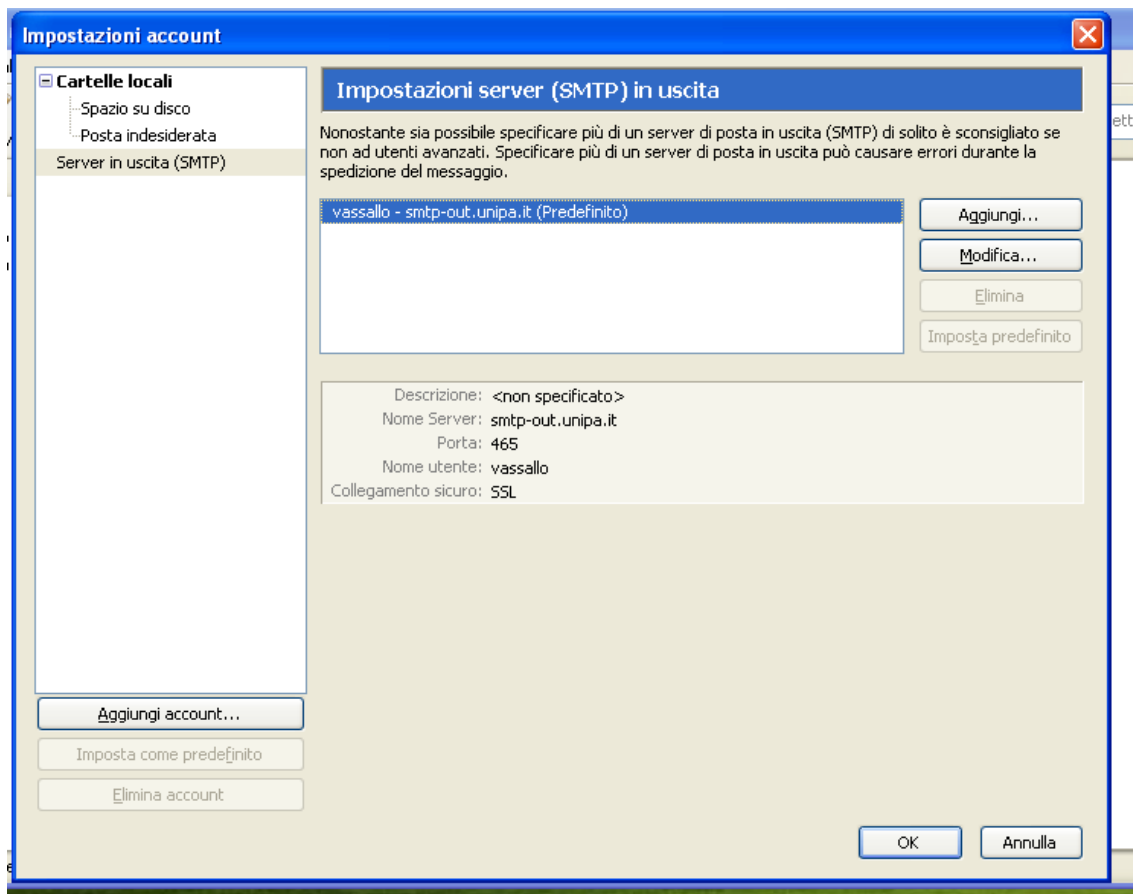 Impostazioni account
Cartelle locali
Spazio su disco
Posta indesiderata
Server in uscita (SMTP)
Aggiungi account...
Imposta come predefinito
Elimina account
Impostazioni server (SMTP) in uscita
Nonostante sia possibile specificare più di un server di posta in uscita (SMTP) di solito è sconsigliato se
non ad utenti avanzati. Specificare più di un server di posta in uscita può causare errori durante la
spedizione del messaggio.
vassallo - smtp-out.unipa.it (Predefinito)
Aggiungi...
Modifica...
Elimina
Imposta predefinito
Descrizione: <non specificato>
Nome Server: smtp-out.unipa.it
Porta: 465
Nome utente: vassallo
Collegamento sicuro: SSL
OK
Annulla